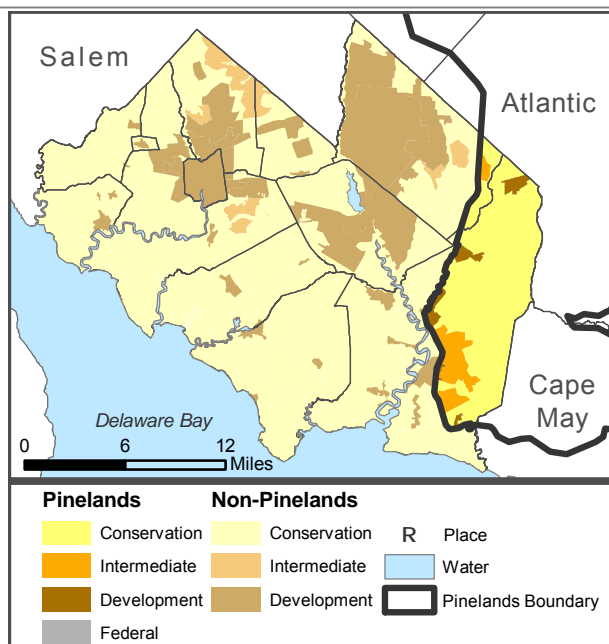 Salem
Atlantic
Cape
May
Delaware Bay
0 6 12
Miles
Pinelands Non-Pinelands
Conservation Conservation R Place
Intermediate Intermediate Water
Development Development Pinelands Boundary
Federal